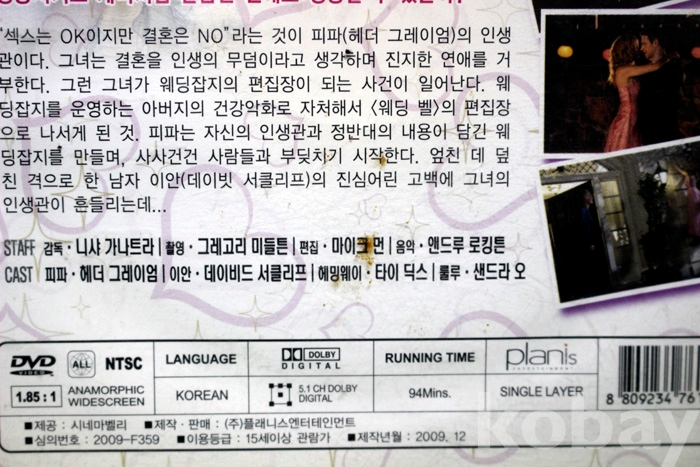 "섹스는 OK이지만 결혼은 NO"라는 것이 피파(헤더 그레이엄)의 인생
관이다. 그녀는 결혼을 인생의 무덤이라고 생각하며 진지한 연애를 거
부한다. 그런 그녀가 웨딩잡지의 편집장이 되는 사건이 일어난다. 웨
딩잡지를 운영하는 아버지의 건강악화로 자처해서 <웨딩 벨>의 편집장
으로 나서게 된 것. 피파는 자신의 인생관과 정반대의 내용이 담긴 웨
딩잡지를 만들며, 사사건건 사람들과 부딪치기 시작한다. 엎친 데 덮
친 격으로 한 남자 이안(데이빗 서클리프)의 진심어린 고백에 그녀의
인생관이 흔들리는데...
STAFF 감독·니샤 가나트라 | 촬영·그레고리 미들튼 | 편집·마이크 먼 | 음악·앤드루 로킹튼
CAST 피파·헤더 그레이엄 | 이안·데이비드 서클리프 | 헤밍웨이·타이 딕스 | 룰루·샌드라 오
DVD VIDEO ALL NTSC LANGUAGE DOLBY DIGITAL RUNNING TIME planis ENTERTAINMENT
1.85:1 ANAMORPHIC WIDESCREEN KOREAN 5.1 CH DOLBY DIGITAL 94Mins. SINGLE LAYER
8 809234 761
■제공 : 시네마벨리 ■제작·판매 : (주)플래니스엔터테인먼트
■심의번호 : 2009-F359 ■이용등급 : 15세이상 관람가 ■제작년월 : 2009. 12
kobay